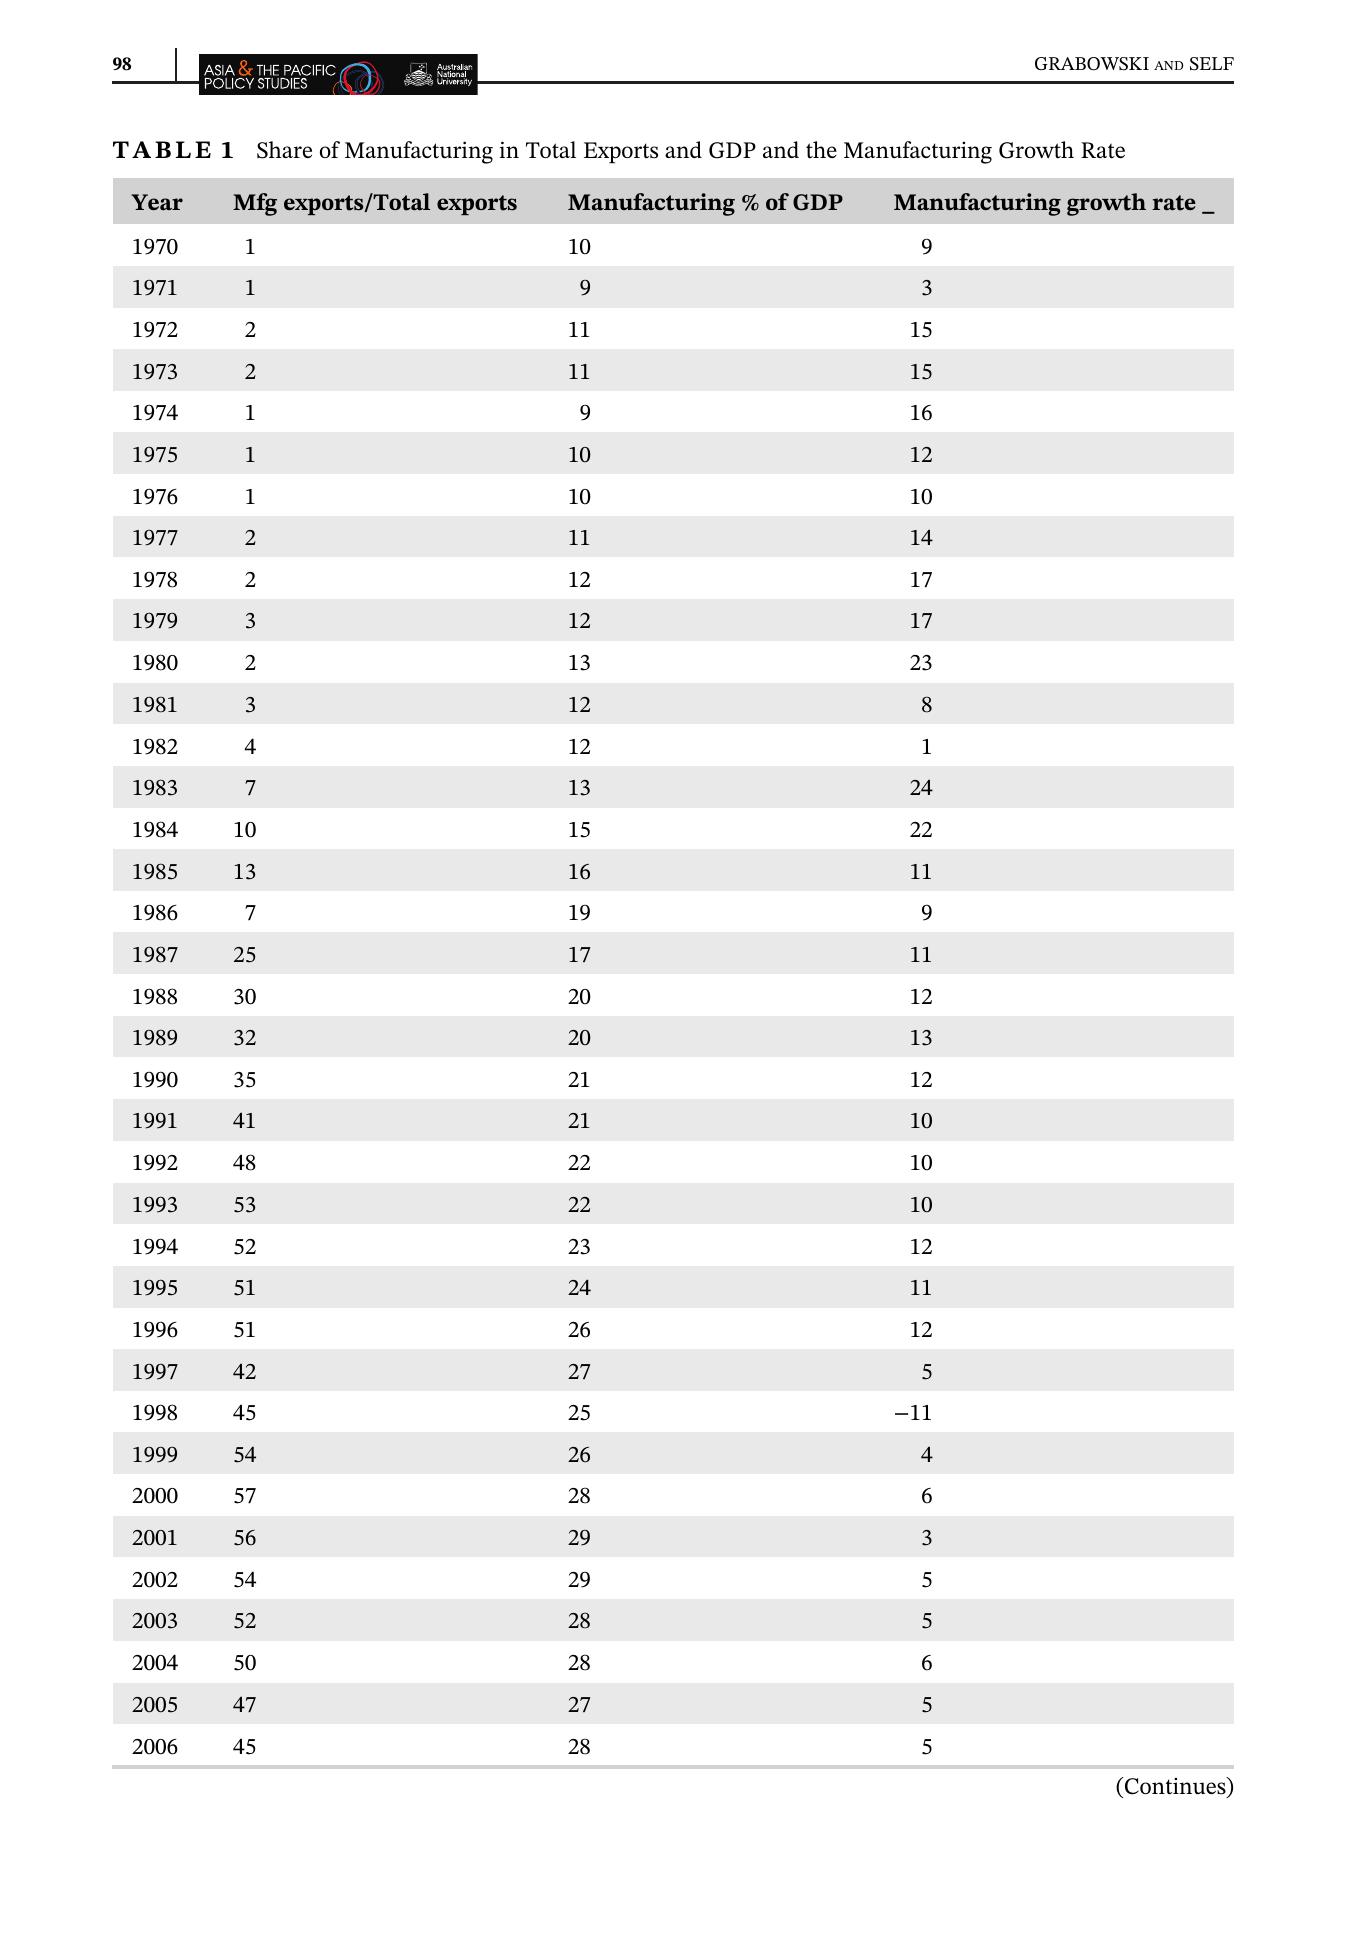 98
ASIA & THE PACIFIC
POLICY STUDIES
Australian
National
University
GRABOWSKI AND SELF
TABLE 1 Share of Manufacturing in Total Exports and GDP and the Manufacturing Growth Rate
Year Mfg exports/Total exports Manufacturing % of GDP Manufacturing growth rate _
1970 1 10 9
1971 1 9 3
1972 2 11 15
1973 2 11 15
1974 1 9 16
1975 1 10 12
1976 1 10 10
1977 2 11 14
1978 2 12 17
1979 3 12 17
1980 2 13 23
1981 3 12 8
1982 4 12 1
1983 7 13 24
1984 10 15 22
1985 13 16 11
1986 7 19 9
1987 25 17 11
1988 30 20 12
1989 32 20 13
1990 35 21 12
1991 41 21 10
1992 48 22 10
1993 53 22 10
1994 52 23 12
1995 51 24 11
1996 51 26 12
1997 42 27 5
1998 45 25 −11
1999 54 26 4
2000 57 28 6
2001 56 29 3
2002 54 29 5
2003 52 28 5
2004 50 28 6
2005 47 27 5
2006 45 28 5
(Continues)